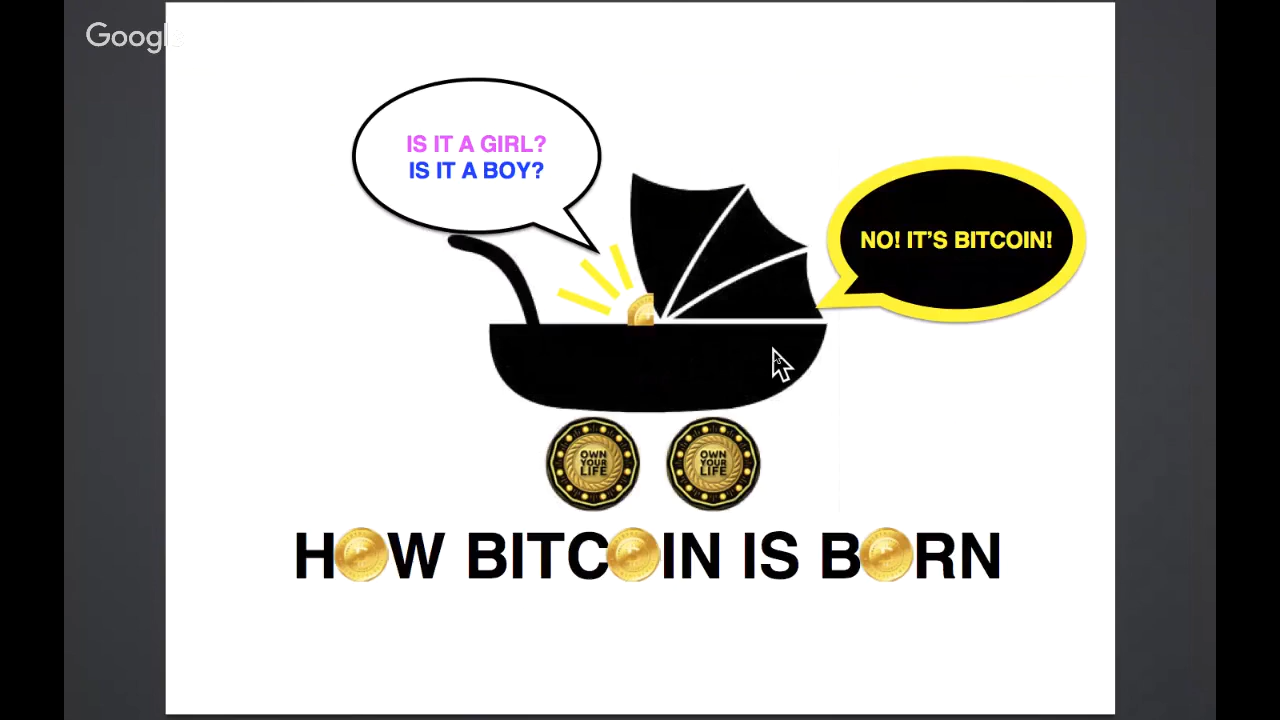 Google
IS IT A GIRL?
IS IT A BOY?
NO! IT'S BITCOIN!
OWN
YOUR
LIFE
OWN
YOUR
LIFE
HOW BITCOIN IS BORN